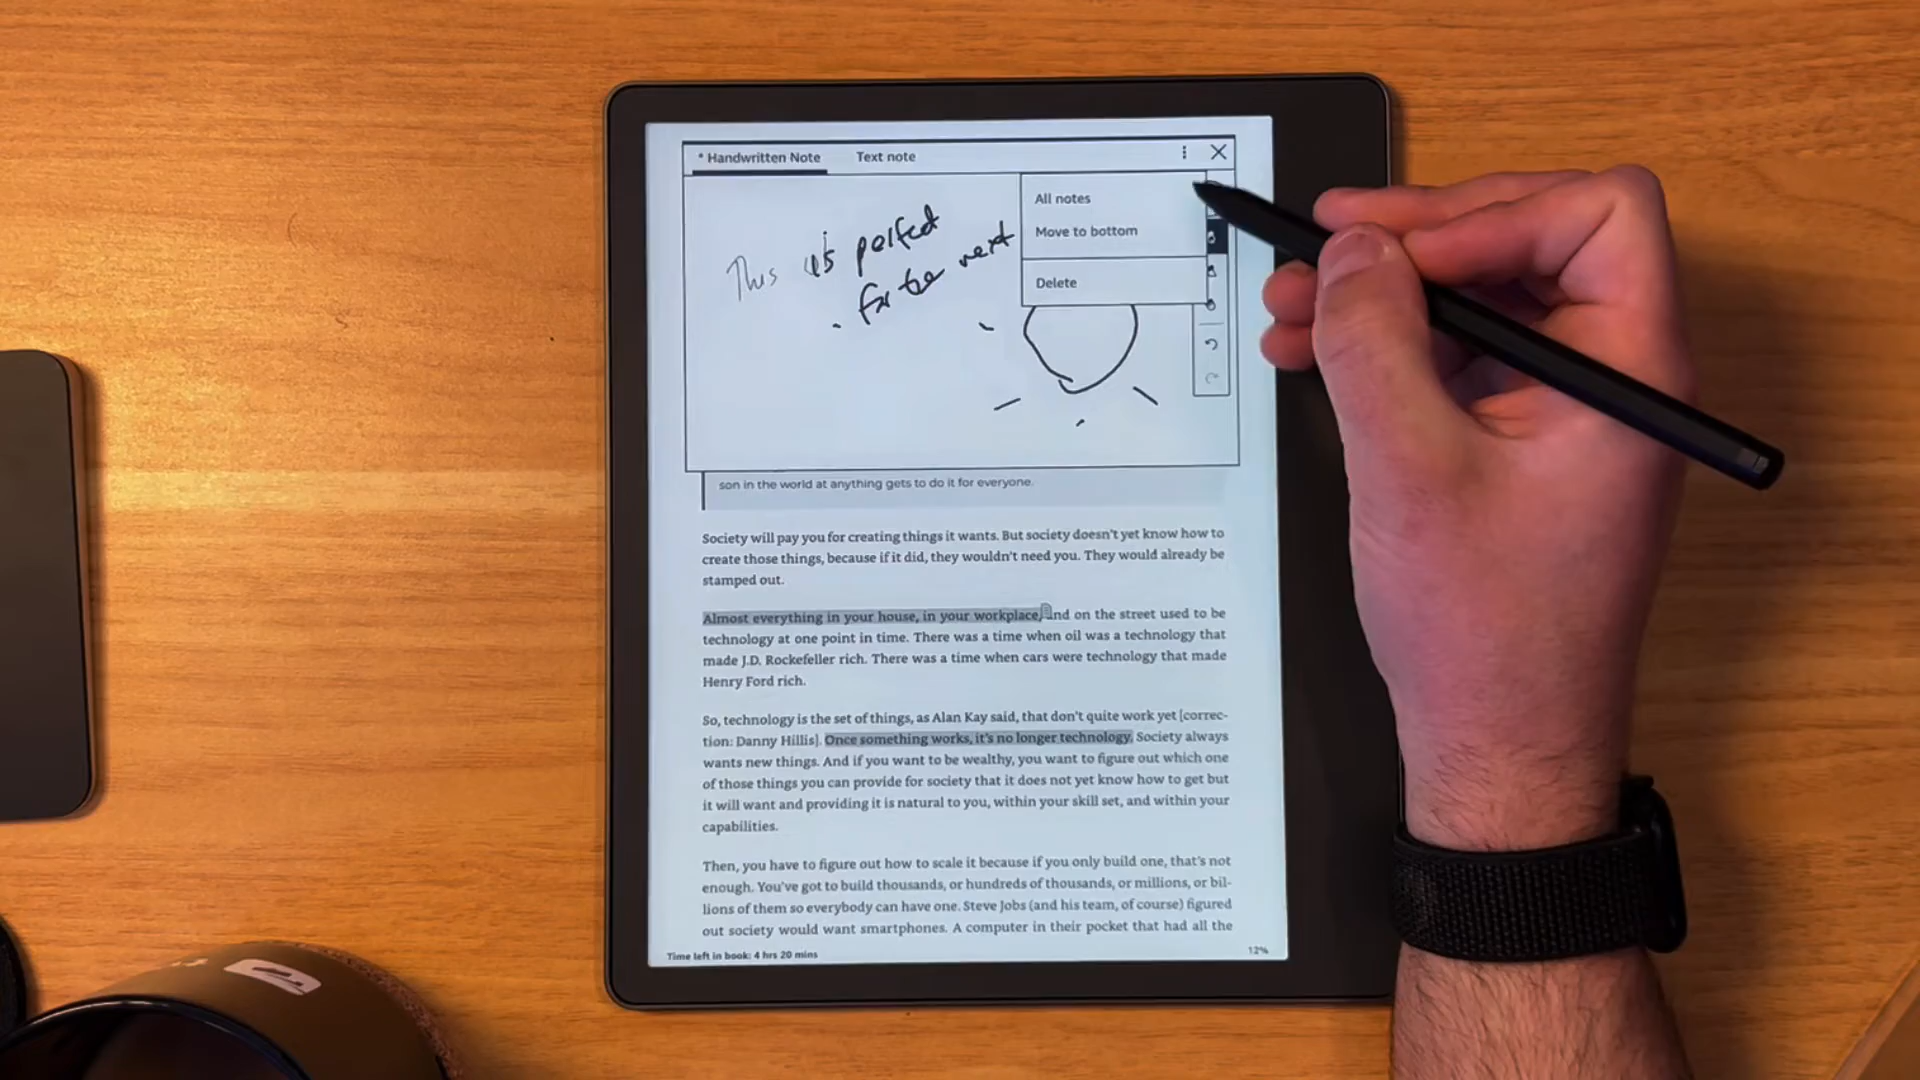 * Handwritten Note
Text note
All notes
Move to bottom
Delete
This is perfect
for the next
son in the world at anything gets to do it for everyone.
Society will pay you for creating things it wants. But society doesn't yet know how to
create those things, because if it did, they wouldn't need you. They would already be
stamped out.
Almost everything in your house, in your workplace, and on the street used to be
technology at one point in time. There was a time when oil was a technology that
made J.D. Rockefeller rich. There was a time when cars were technology that made
Henry Ford rich.
So, technology is the set of things, as Alan Kay said, that don't quite work yet [correc-
tion: Danny Hillis]. Once something works, it's no longer technology. Society always
wants new things. And if you want to be wealthy, you want to figure out which one
of those things you can provide for society that it does not yet know how to get but
it will want and providing it is natural to you, within your skill set, and within your
capabilities.
Then, you have to figure out how to scale it because if you only build one, that's not
enough. You've got to build thousands, or hundreds of thousands, or millions, or bil-
lions of them so everybody can have one. Steve Jobs (and his team, of course) figured
out society would want smartphones. A computer in their pocket that had all the
Time left in book: 4 hrs 20 mins
12%